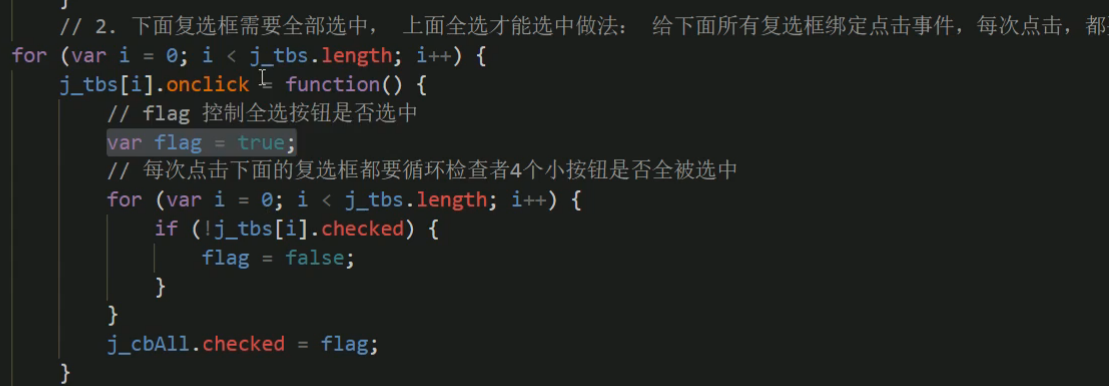 }
// 2. 下面复选框需要全部选中， 上面全选才能选中做法： 给下面所有复选框绑定点击事件，每次点击，都
for (var i = 0; i < j_tbs.length; i++) {
j_tbs[i].onclick = function() {
// flag 控制全选按钮是否选中
var flag = true;
// 每次点击下面的复选框都要循环检查者4个小按钮是否全被选中
for (var i = 0; i < j_tbs.length; i++) {
if (!j_tbs[i].checked) {
flag = false;
}
}
j_cbAll.checked = flag;
}